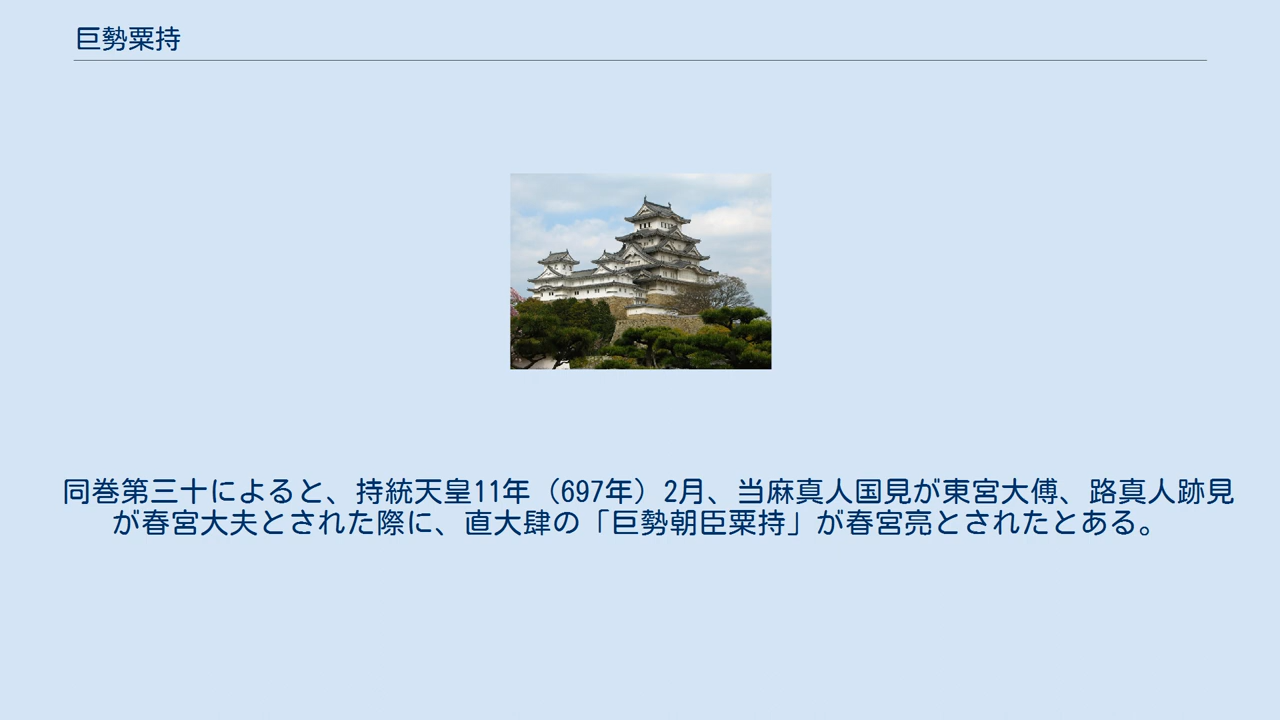 巨勢粟持
同巻第三十によると、持統天皇11年（697年）2月、当麻真人国見が東宮大傅、路真人跡見
が春宮大夫とされた際に、直大肆の「巨勢朝臣粟持」が春宮亮とされたとある。